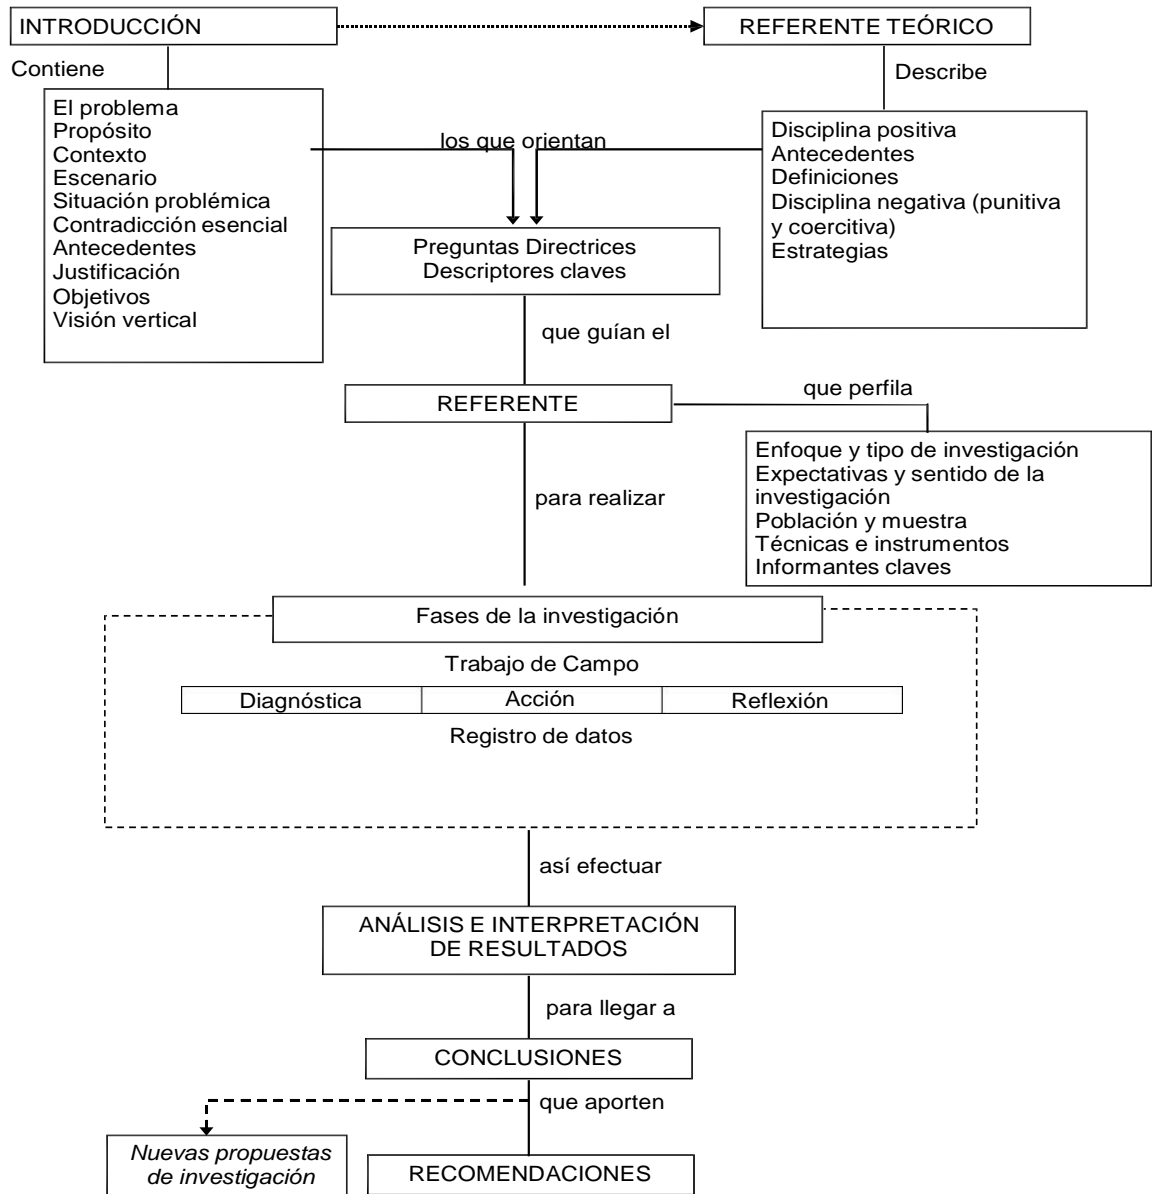 INTRODUCCIÓN
REFERENTE TEÓRICO
Contiene
Describe
El problema
Propósito
Contexto
Escenario
Situación problémica
Contradicción esencial
Antecedentes
Justificación
Objetivos
Visión vertical
los que orientan
Disciplina positiva
Antecedentes
Definiciones
Disciplina negativa (punitiva
y coercitiva)
Estrategias
Preguntas Directrices
Descriptores claves
que guían el
REFERENTE
que perfila
Enfoque y tipo de investigación
Expectativas y sentido de la
investigación
Población y muestra
Técnicas e instrumentos
Informantes claves
para realizar
Fases de la investigación
Trabajo de Campo
Diagnóstica
Acción
Reflexión
Registro de datos
así efectuar
ANÁLISIS E INTERPRETACIÓN
DE RESULTADOS
para llegar a
CONCLUSIONES
que aporten
Nuevas propuestas
de investigación
RECOMENDACIONES